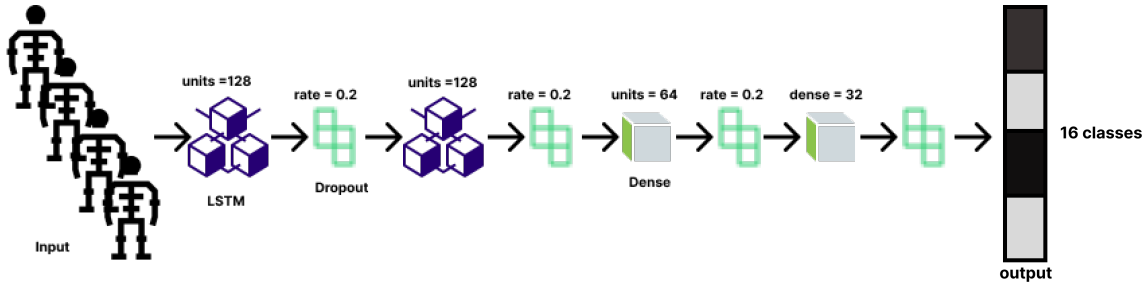 units =128
rate = 0.2
units =128
rate = 0.2
units = 64
rate = 0.2
dense = 32
16 classes
Dropout
Dense
LSTM
Input
output